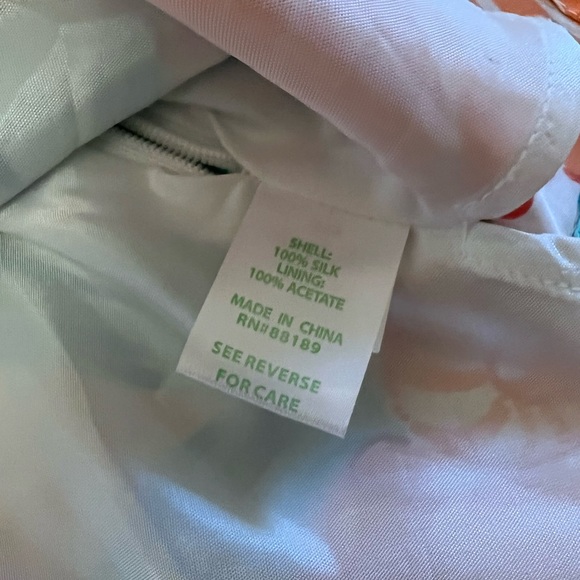 SHELL:
100% SILK
LINING:
100% ACETATE
MADE IN CHINA
RN#88189
SEE REVERSE
FOR CARE